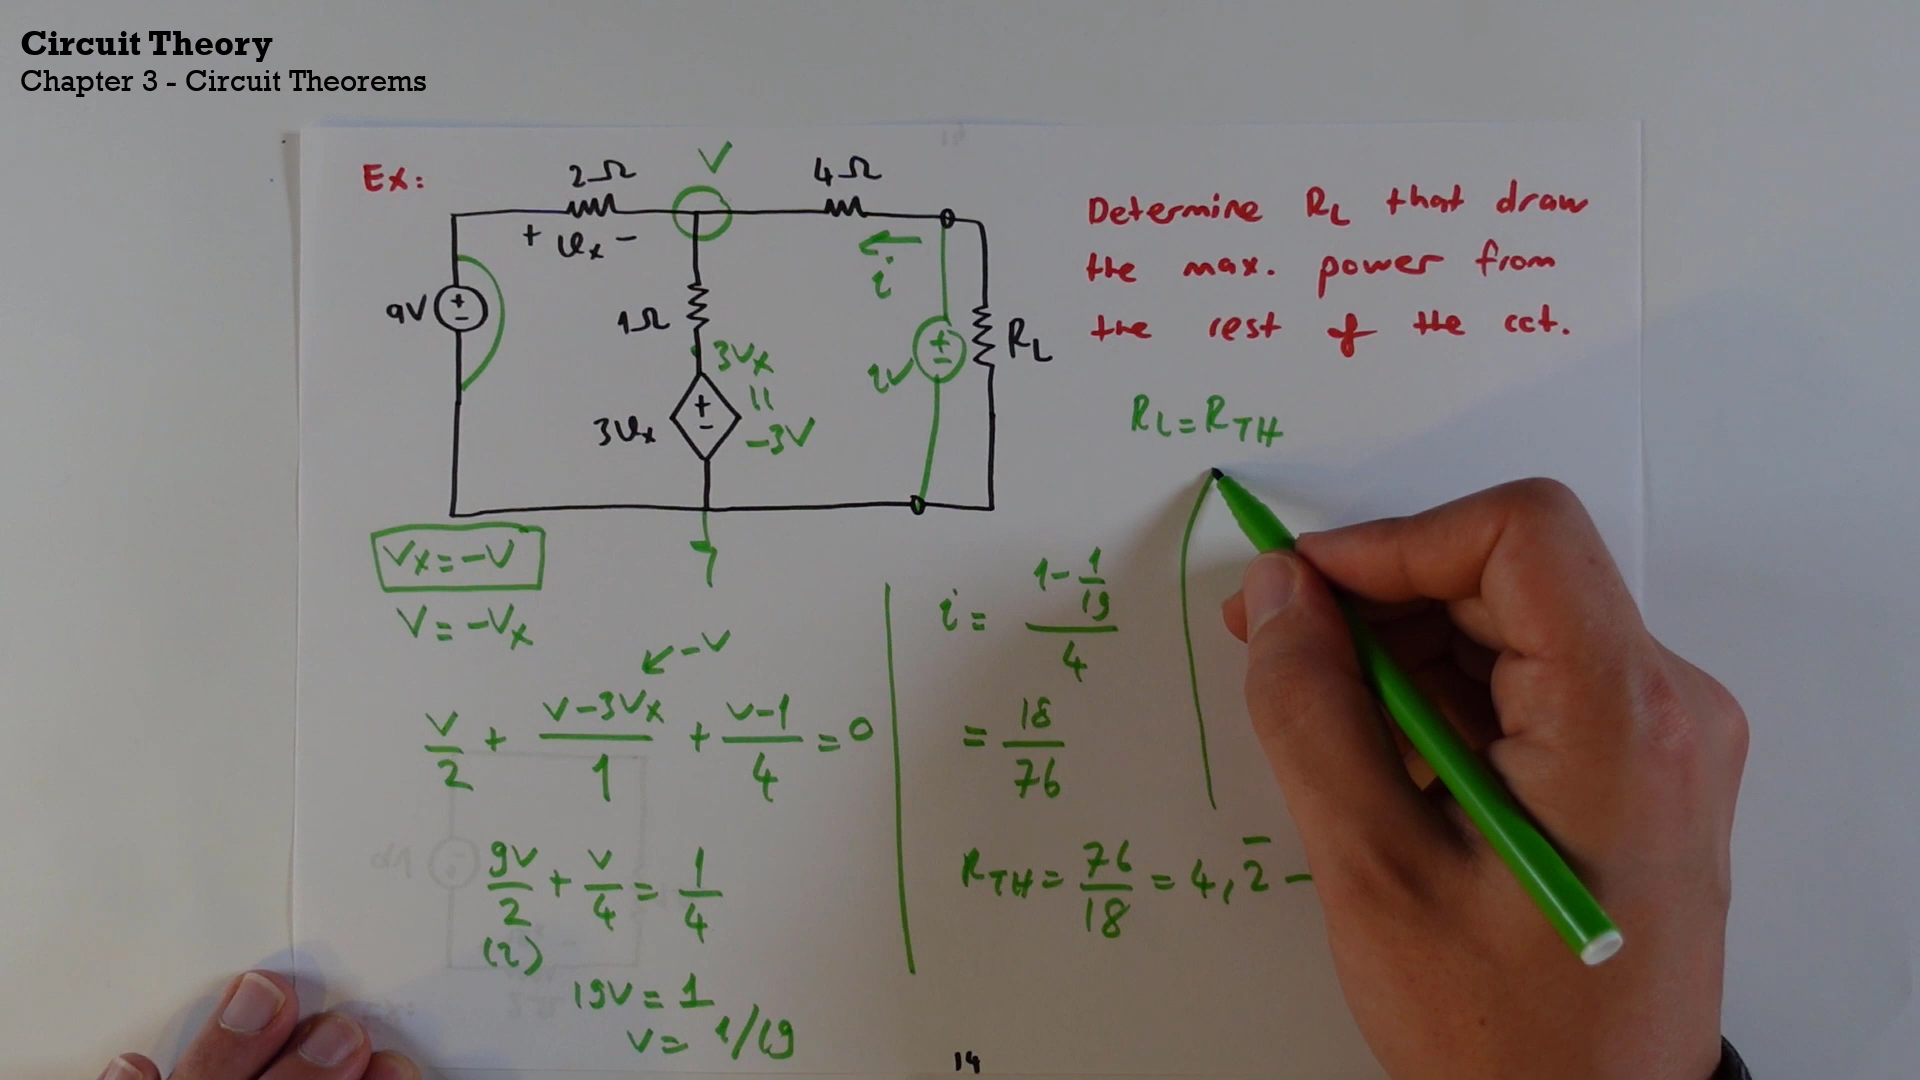 Circuit Theory
Chapter 3 - Circuit Theorems
Ex:
2Ω
V
4Ω
+ Vx -
i
9V
+
-
1Ω
3Vx
=
-3V
3Vx
+
-
1V
+
-
RL
Determine RL that draw
the max. power from
the rest of the cct.
RL = RTH
Vx = -V
V = -Vx
↙ -V
V/2 + (V-3Vx)/1 + (V-1)/4 = 0
9V/2 + V/4 = 1/4
(2)
19V = 1
V = 1/19
i = (1 - 1/19)/4
= 18/76
RTH = 76/18 = 4,2̅
14